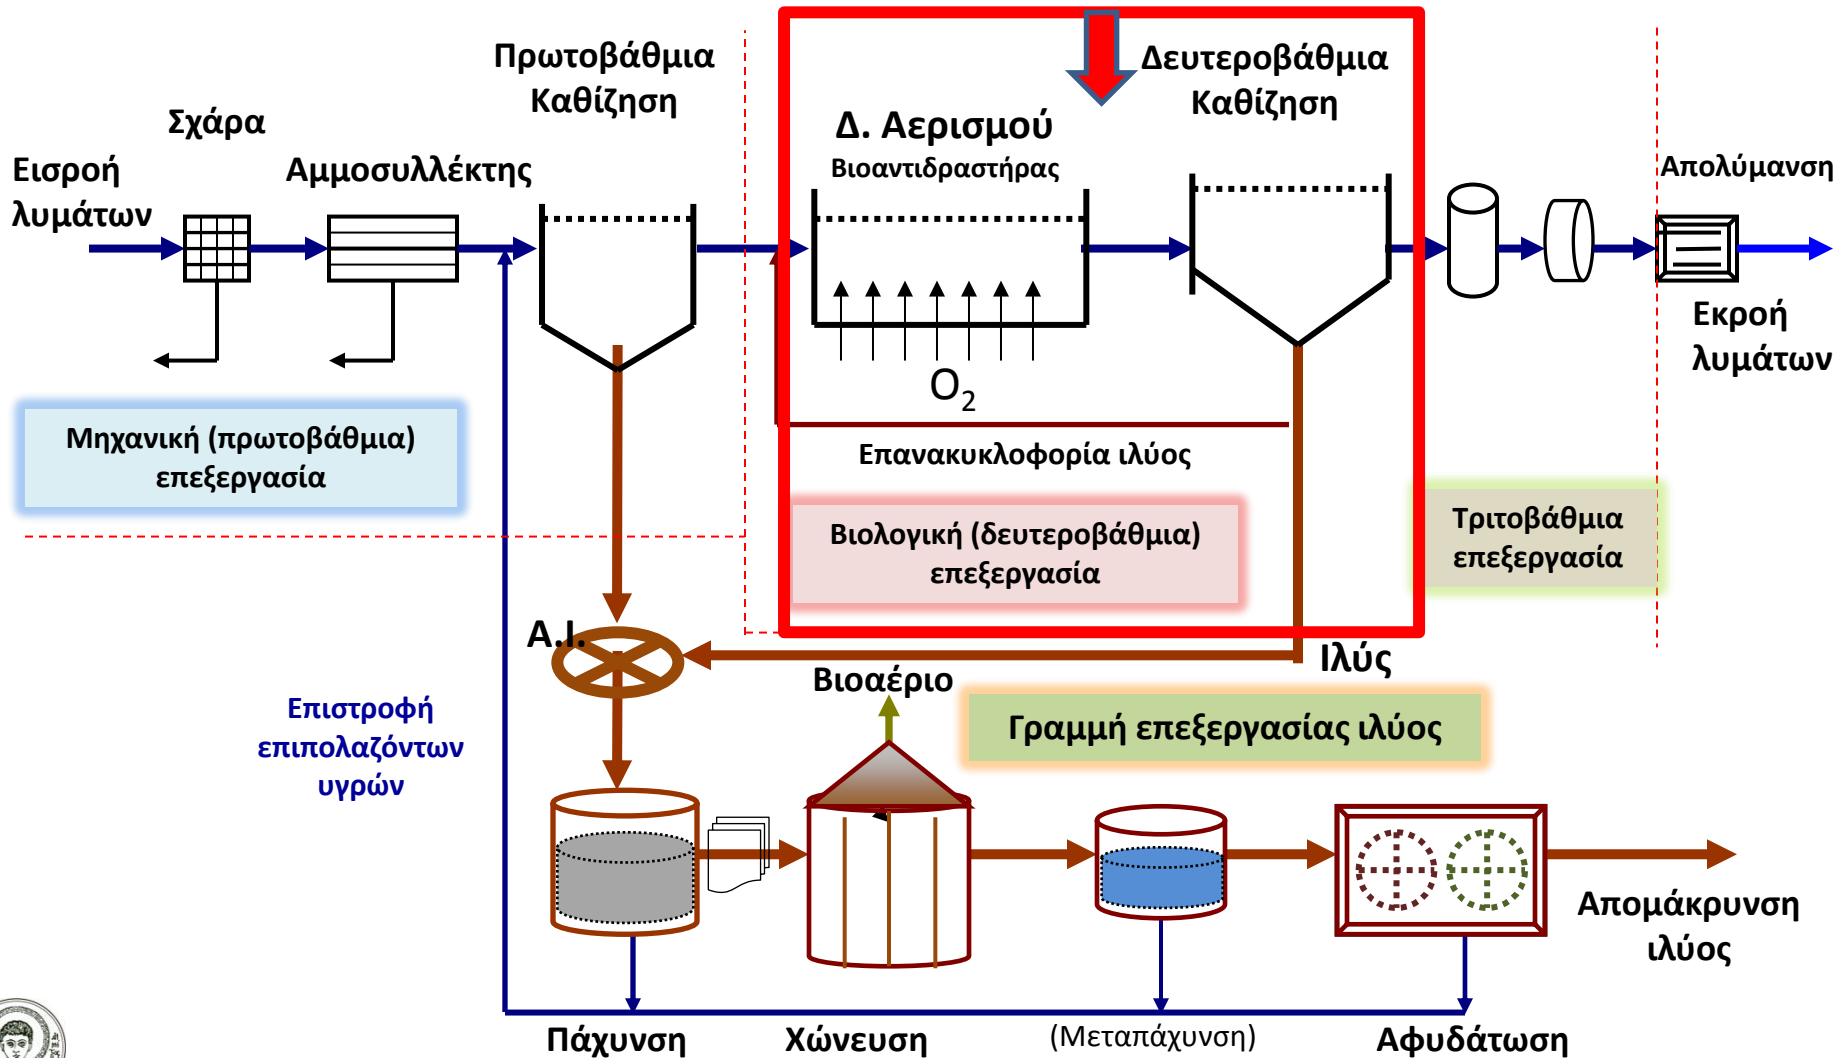 Πρωτοβάθμια
Καθίζηση
Δευτεροβάθμια
Καθίζηση
Σχάρα
Δ. Αερισμού
Βιοαντιδραστήρας
Εισροή
λυμάτων
Αμμοσυλλέκτης
Απολύμανση
Εκροή
λυμάτων
O2
Μηχανική (πρωτοβάθμια)
επεξεργασία
Επανακυκλοφορία ιλύος
Βιολογική (δευτεροβάθμια)
επεξεργασία
Τριτοβάθμια
επεξεργασία
Α.Ι.
Ιλύς
Βιοαέριο
Επιστροφή
επιπολαζόντων
υγρών
Γραμμή επεξεργασίας ιλύος
Απομάκρυνση
ιλύος
Πάχυνση
Χώνευση
(Μεταπάχυνση)
Αφυδάτωση